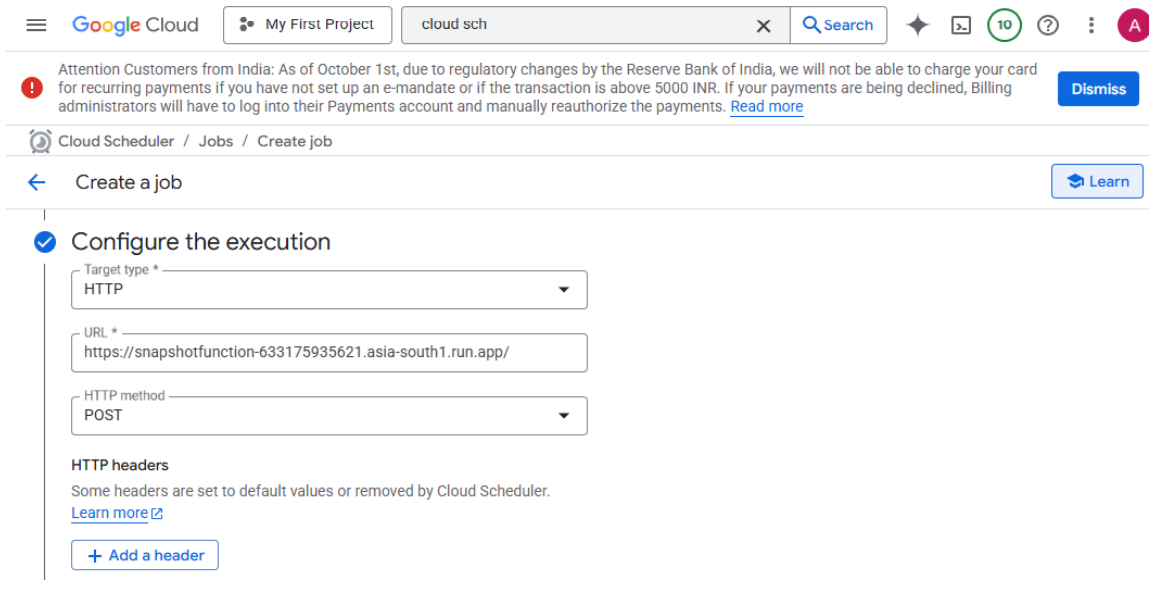 Google Cloud
My First Project
cloud sch
Search
10
A
Attention Customers from India: As of October 1st, due to regulatory changes by the Reserve Bank of India, we will not be able to charge your card
for recurring payments if you have not set up an e-mandate or if the transaction is above 5000 INR. If your payments are being declined, Billing
administrators will have to log into their Payments account and manually reauthorize the payments. Read more
Dismiss
Cloud Scheduler / Jobs / Create job
Create a job
Learn
Configure the execution
Target type *
HTTP
URL *
https://snapshotfunction-633175935621.asia-south1.run.app/
HTTP method
POST
HTTP headers
Some headers are set to default values or removed by Cloud Scheduler.
Learn more
+ Add a header